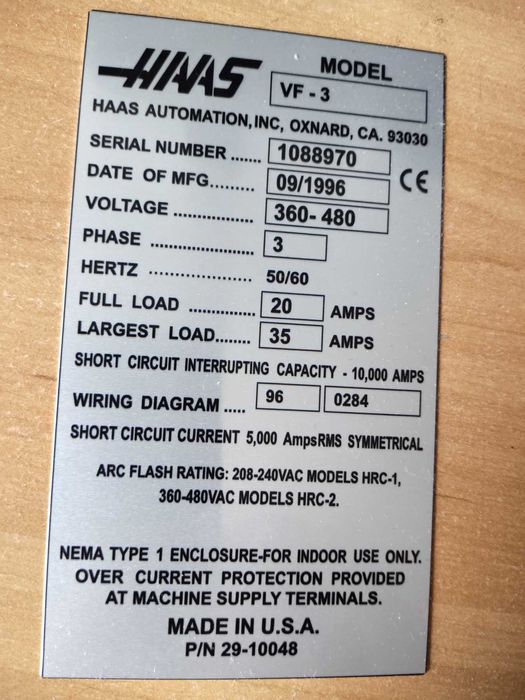 HAAS
MODEL
VF - 3
HAAS AUTOMATION, INC, OXNARD, CA. 93030
SERIAL NUMBER ...... 1088970
DATE OF MFG......... 09/1996
CE
VOLTAGE ................ 360- 480
PHASE ..................... 3
HERTZ ..................... 50/60
FULL LOAD .............. 20 AMPS
LARGEST LOAD....... 35 AMPS
SHORT CIRCUIT INTERRUPTING CAPACITY - 10,000 AMPS
WIRING DIAGRAM ..... 96 0284
SHORT CIRCUIT CURRENT 5,000 AmpsRMS SYMMETRICAL
ARC FLASH RATING: 208-240VAC MODELS HRC-1,
360-480VAC MODELS HRC-2.
NEMA TYPE 1 ENCLOSURE-FOR INDOOR USE ONLY.
OVER CURRENT PROTECTION PROVIDED
AT MACHINE SUPPLY TERMINALS.
MADE IN U.S.A.
P/N 29-10048